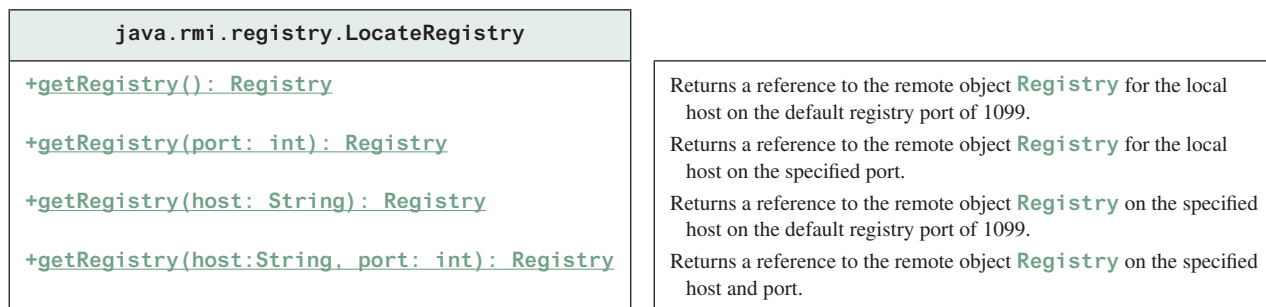 java.rmi.registry.LocateRegistry
+getRegistry(): Registry
Returns a reference to the remote object Registry for the local
host on the default registry port of 1099.
+getRegistry(port: int): Registry
Returns a reference to the remote object Registry for the local
host on the specified port.
+getRegistry(host: String): Registry
Returns a reference to the remote object Registry on the specified
host on the default registry port of 1099.
+getRegistry(host:String, port: int): Registry
Returns a reference to the remote object Registry on the specified
host and port.